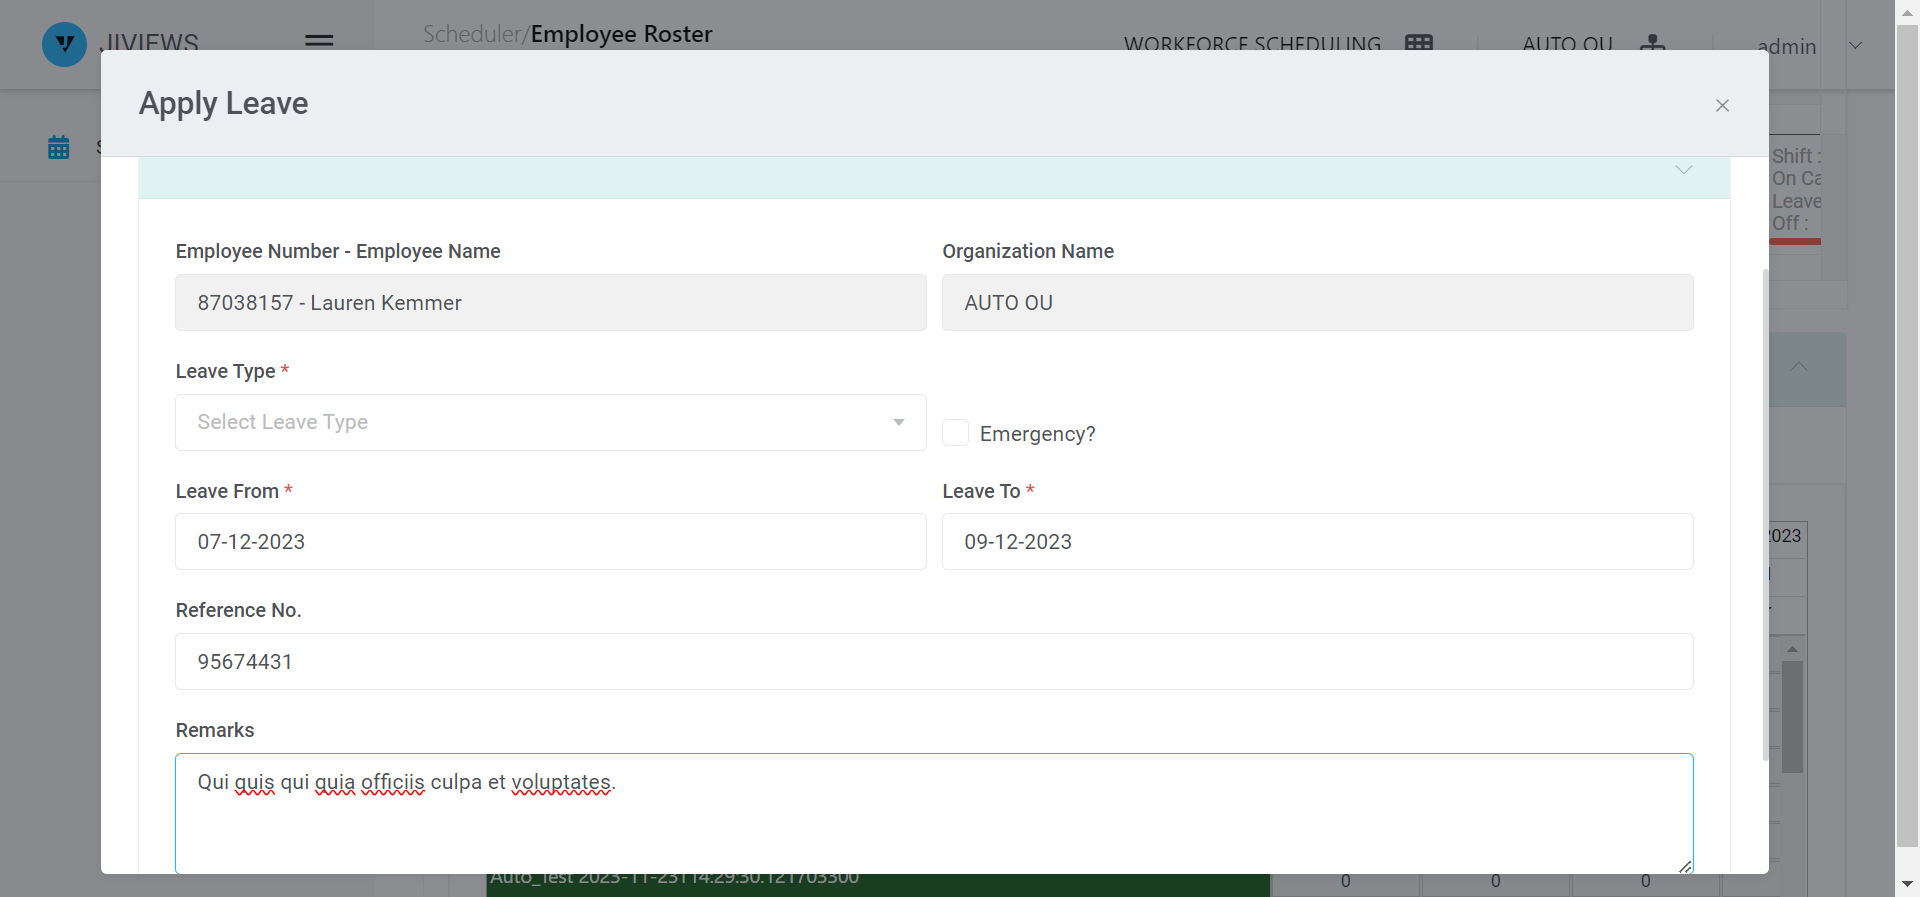 JIVIEWS
Scheduler/Employee Roster
WORKFORCE SCHEDULING
AUTO OU
admin
Apply Leave
Shift :
On Ca
Leave
Off :
Employee Number - Employee Name
Organization Name
87038157 - Lauren Kemmer
AUTO OU
Leave Type *
Select Leave Type
Emergency?
Leave From *
Leave To *
07-12-2023
09-12-2023
2023
Reference No.
95674431
Remarks
Qui quis qui quia officiis culpa et voluptates.
Auto_Test 2023-11-23T14:29:30.121703300
0
0
0